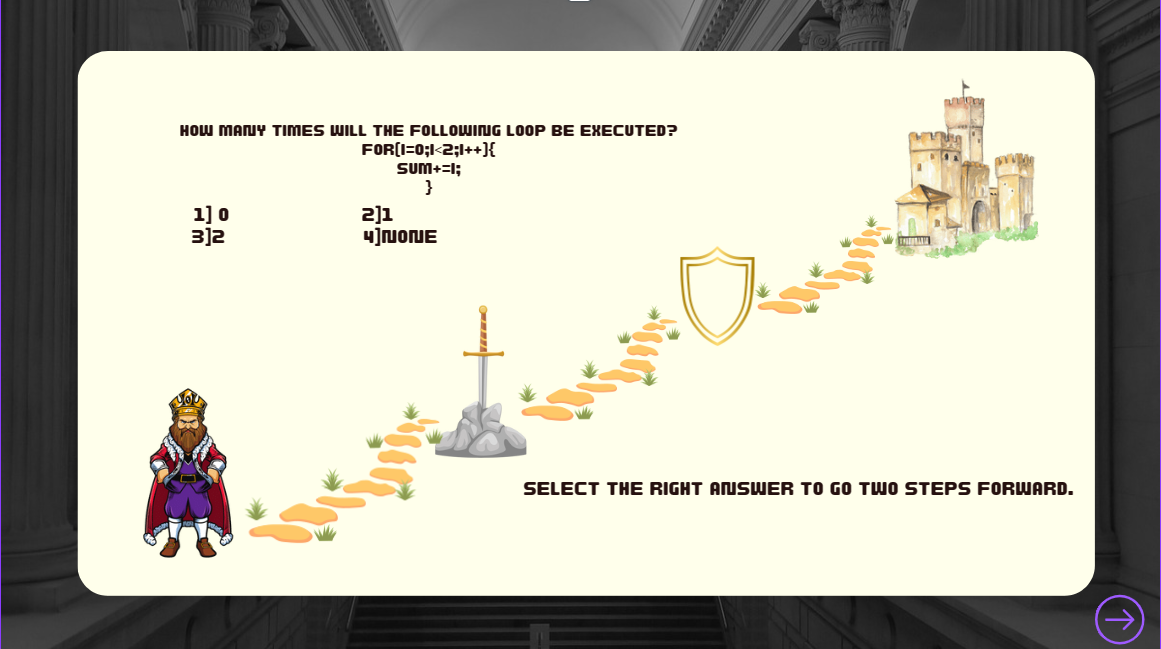 HOW MANY TIMES WILL THE FOLLOWING LOOP BE EXECUTED?
FOR(I=0;I<2;I++){
SUM+=I;
}
1] 0 2]1
3]2 4]NONE
SELECT THE RIGHT ANSWER TO GO TWO STEPS FORWARD.